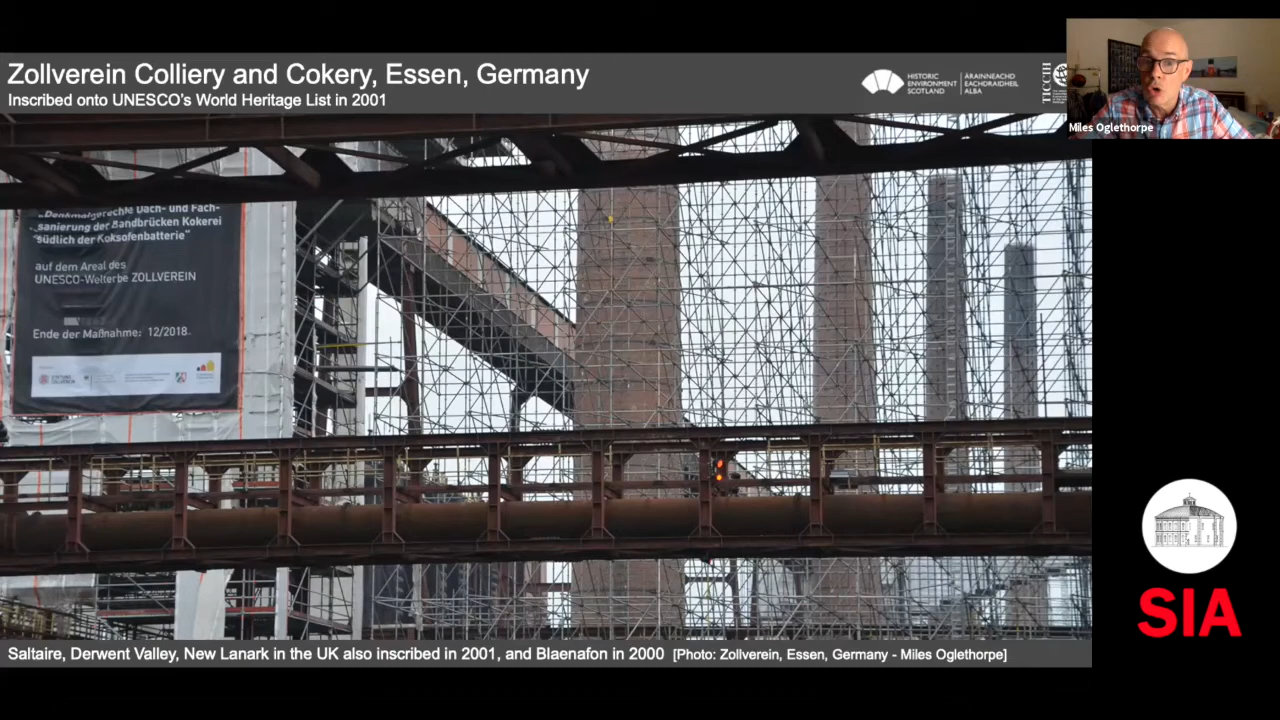 Zollverein Colliery and Cokery, Essen, Germany
Inscribed onto UNESCO's World Heritage List in 2001
HISTORIC ENVIRONMENT SCOTLAND
ÀRAINNEACHD EACHDRAIDHEIL ALBA
TICCIH
Miles Oglethorpe
„Denkmalgerechte Dach- und Fach-
sanierung der Bandbrücken Kokerei
südlich der Koksofenbatterie"
auf dem Areal des
UNESCO-Welterbe ZOLLVEREIN
Ende der Maßnahme: 12/2018.
STIFTUNG
ZOLLVEREIN
SIA
Saltaire, Derwent Valley, New Lanark in the UK also inscribed in 2001, and Blaenafon in 2000 [Photo: Zollverein, Essen, Germany - Miles Oglethorpe]